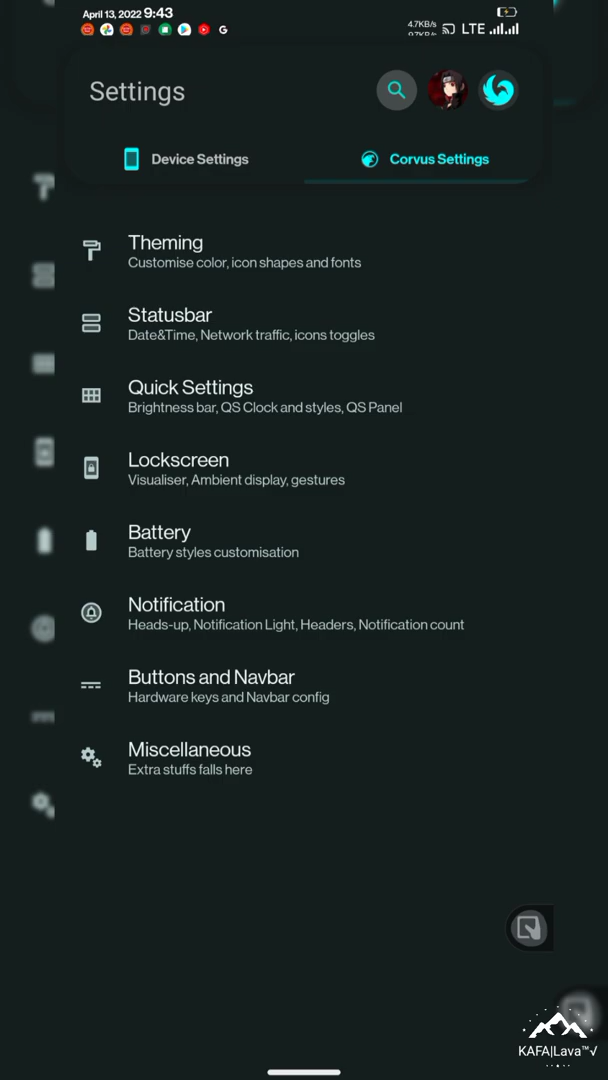 April 13, 2022 9:43
4.7KB/s
LTE
G
Settings
Device Settings
Corvus Settings
Theming
Customise color, icon shapes and fonts
Statusbar
Date&Time, Network traffic, icons toggles
Quick Settings
Brightness bar, QS Clock and styles, QS Panel
Lockscreen
Visualiser, Ambient display, gestures
Battery
Battery styles customisation
Notification
Heads-up, Notification Light, Headers, Notification count
Buttons and Navbar
Hardware keys and Navbar config
Miscellaneous
Extra stuffs falls here
KAFA|Lava™√